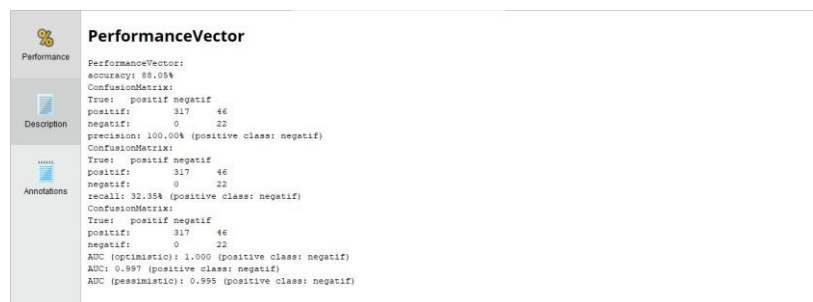 PerformanceVector
Performance
PerformanceVector:
accuracy: 88.05%
ConfusionMatrix:
True: positif negatif
positif: 317 46
negatif: 0 22
precision: 100.00% (positive class: negatif)
ConfusionMatrix:
True: positif negatif
positif: 317 46
negatif: 0 22
recall: 32.35% (positive class: negatif)
ConfusionMatrix:
True: positif negatif
positif: 317 46
negatif: 0 22
AUC (optimistic): 1.000 (positive class: negatif)
AUC: 0.997 (positive class: negatif)
AUC (pessimistic): 0.995 (positive class: negatif)
Description
Annotations